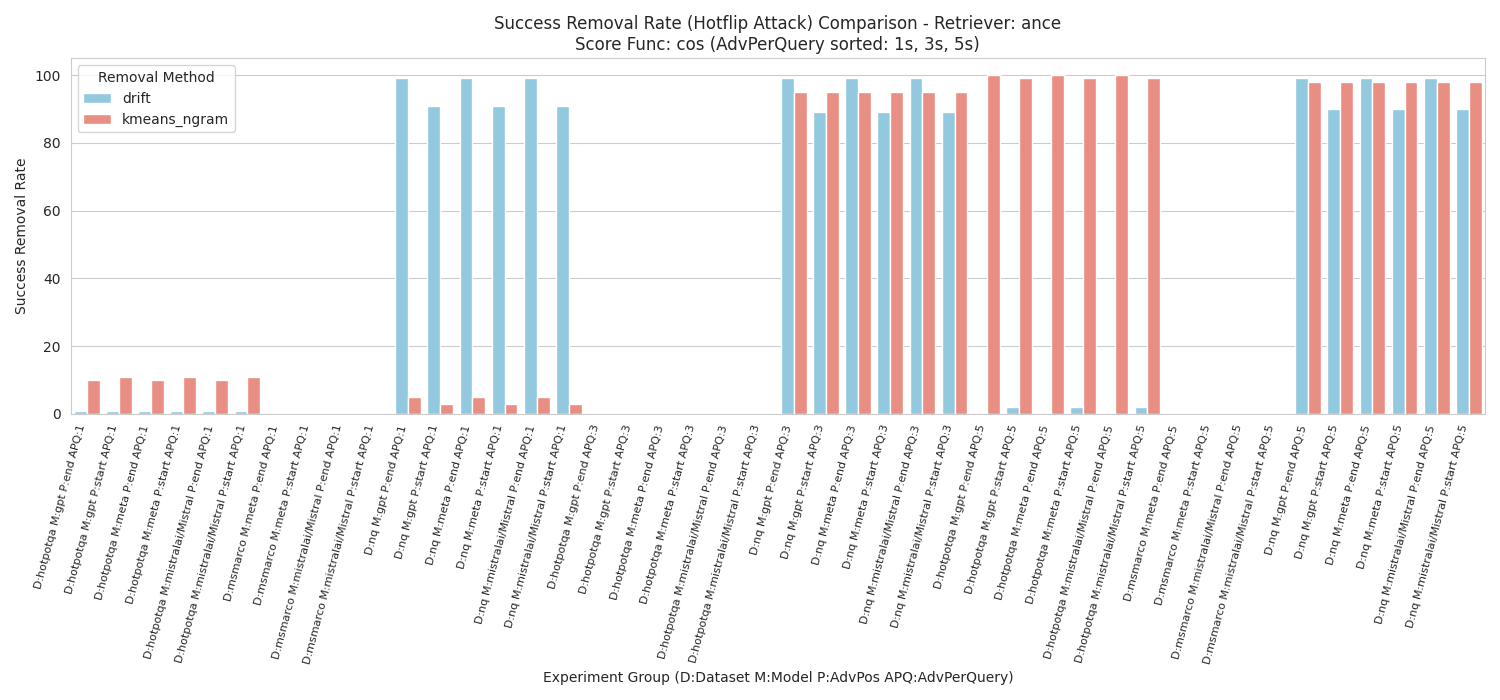 Success Removal Rate (Hotflip Attack) Comparison - Retriever: ance
Score Func: cos (AdvPerQuery sorted: 1s, 3s, 5s)
Removal Method
drift
kmeans_ngram
Success Removal Rate
100
80
60
40
20
0
D:hotpotqa M:gpt P:end APQ:1
D:hotpotqa M:gpt P:start APQ:1
D:hotpotqa M:meta P:end APQ:1
D:hotpotqa M:meta P:start APQ:1
D:hotpotqa M:mistralai/Mistral P:end APQ:1
D:hotpotqa M:mistralai/Mistral P:start APQ:1
D:msmarco M:meta P:end APQ:1
D:msmarco M:meta P:start APQ:1
D:msmarco M:mistralai/Mistral P:end APQ:1
D:msmarco M:mistralai/Mistral P:start APQ:1
D:nq M:gpt P:end APQ:1
D:nq M:gpt P:start APQ:1
D:nq M:meta P:end APQ:1
D:nq M:meta P:start APQ:1
D:nq M:mistralai/Mistral P:end APQ:1
D:nq M:mistralai/Mistral P:start APQ:1
D:hotpotqa M:gpt P:end APQ:3
D:hotpotqa M:gpt P:start APQ:3
D:hotpotqa M:meta P:end APQ:3
D:hotpotqa M:meta P:start APQ:3
D:hotpotqa M:mistralai/Mistral P:end APQ:3
D:hotpotqa M:mistralai/Mistral P:start APQ:3
D:nq M:gpt P:end APQ:3
D:nq M:gpt P:start APQ:3
D:nq M:meta P:end APQ:3
D:nq M:meta P:start APQ:3
D:nq M:mistralai/Mistral P:end APQ:3
D:nq M:mistralai/Mistral P:start APQ:3
D:hotpotqa M:gpt P:end APQ:5
D:hotpotqa M:gpt P:start APQ:5
D:hotpotqa M:meta P:end APQ:5
D:hotpotqa M:meta P:start APQ:5
D:hotpotqa M:mistralai/Mistral P:end APQ:5
D:hotpotqa M:mistralai/Mistral P:start APQ:5
D:msmarco M:meta P:end APQ:5
D:msmarco M:meta P:start APQ:5
D:msmarco M:mistralai/Mistral P:end APQ:5
D:msmarco M:mistralai/Mistral P:start APQ:5
D:nq M:gpt P:end APQ:5
D:nq M:gpt P:start APQ:5
D:nq M:meta P:end APQ:5
D:nq M:meta P:start APQ:5
D:nq M:mistralai/Mistral P:end APQ:5
D:nq M:mistralai/Mistral P:start APQ:5
Experiment Group (D:Dataset M:Model P:AdvPos APQ:AdvPerQuery)